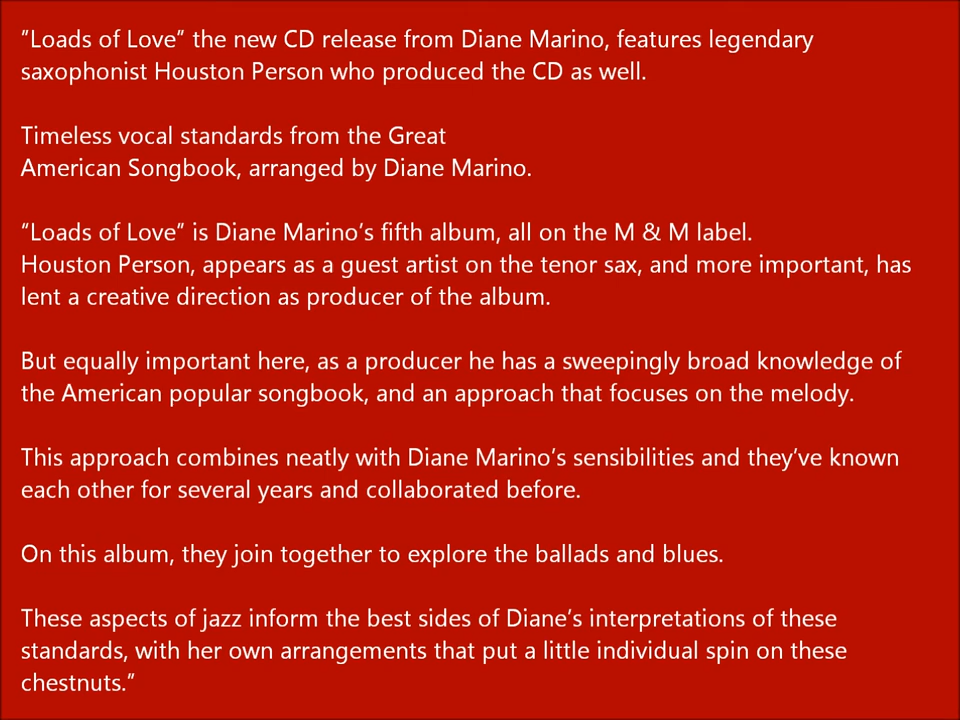 "Loads of Love" the new CD release from Diane Marino, features legendary
saxophonist Houston Person who produced the CD as well.
Timeless vocal standards from the Great
American Songbook, arranged by Diane Marino.
"Loads of Love" is Diane Marino's fifth album, all on the M & M label.
Houston Person, appears as a guest artist on the tenor sax, and more important, has
lent a creative direction as producer of the album.
But equally important here, as a producer he has a sweepingly broad knowledge of
the American popular songbook, and an approach that focuses on the melody.
This approach combines neatly with Diane Marino's sensibilities and they've known
each other for several years and collaborated before.
On this album, they join together to explore the ballads and blues.
These aspects of jazz inform the best sides of Diane's interpretations of these
standards, with her own arrangements that put a little individual spin on these
chestnuts."